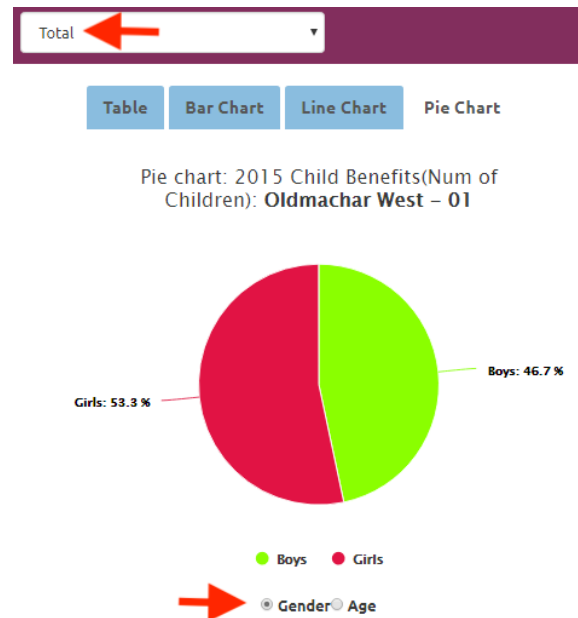 Total
Table Bar Chart Line Chart Pie Chart
Pie chart: 2015 Child Benefits(Num of
Children): Oldmachar West – 01
Boys: 46.7 %
Girls: 53.3 %
Boys Girls
Gender Age